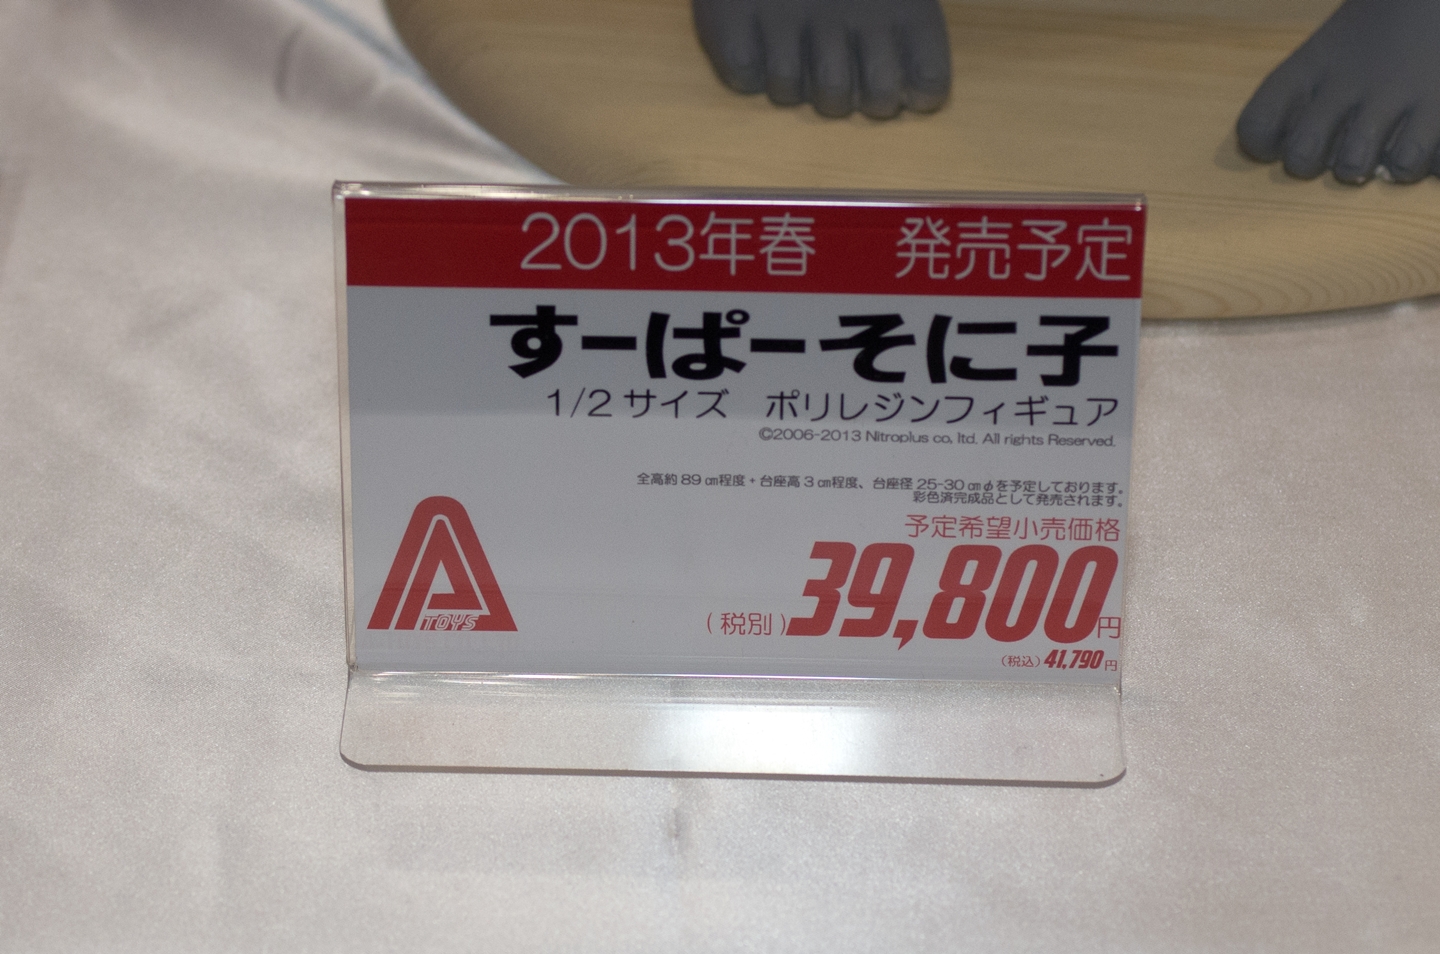 2013年春　発売予定
すーぱーそに子
1/2 サイズ　ポリレジンフィギュア
©2006-2013 Nitroplus co, ltd. All rights Reserved.
全高約 89 ㎝程度 + 台座高 3 ㎝程度、台座径 25-30 ㎝φを予定しております。
彩色済完成品として発売されます。
予定希望小売価格
(税別) 39,800円
(税込) 41,790円
A TOYS